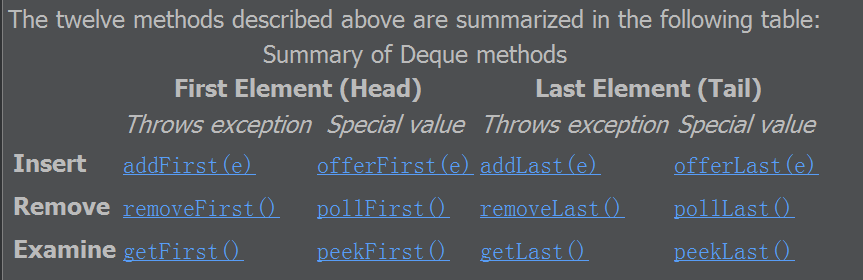 The twelve methods described above are summarized in the following table:
Summary of Deque methods
First Element (Head) Last Element (Tail)
Throws exception Special value Throws exception Special value
Insert addFirst(e) offerFirst(e) addLast(e) offerLast(e)
Remove removeFirst() pollFirst() removeLast() pollLast()
Examine getFirst() peekFirst() getLast() peekLast()